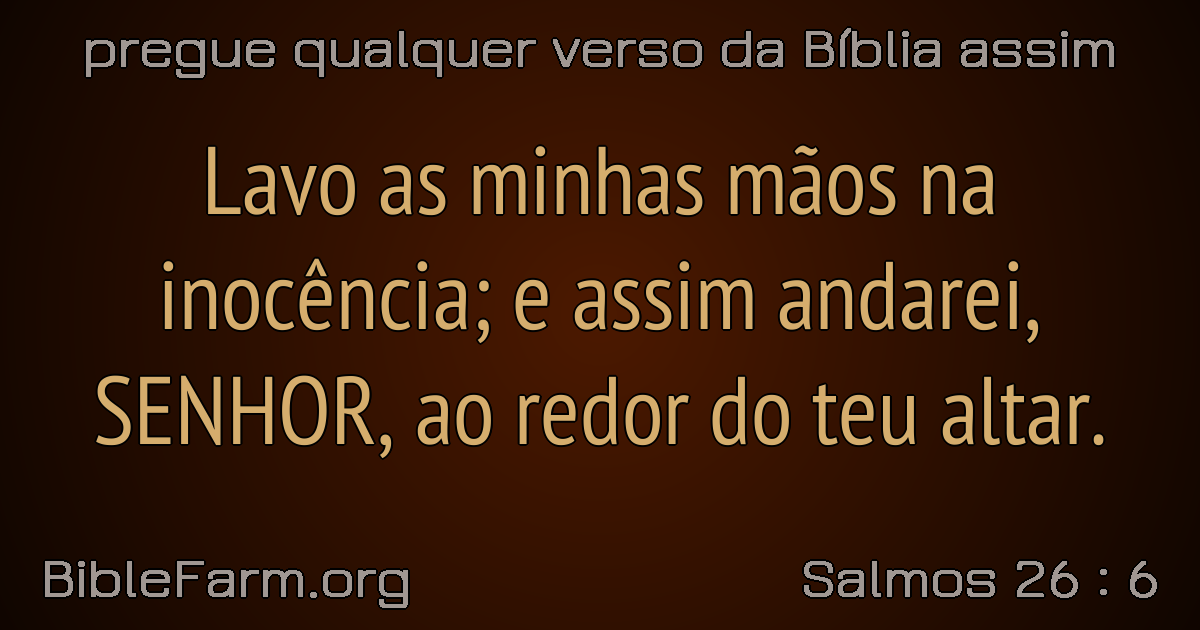 pregue qualquer verso da Bíblia assim
Lavo as minhas mãos na
inocência; e assim andarei,
SENHOR, ao redor do teu altar.
BibleFarm.org
Salmos 26 : 6